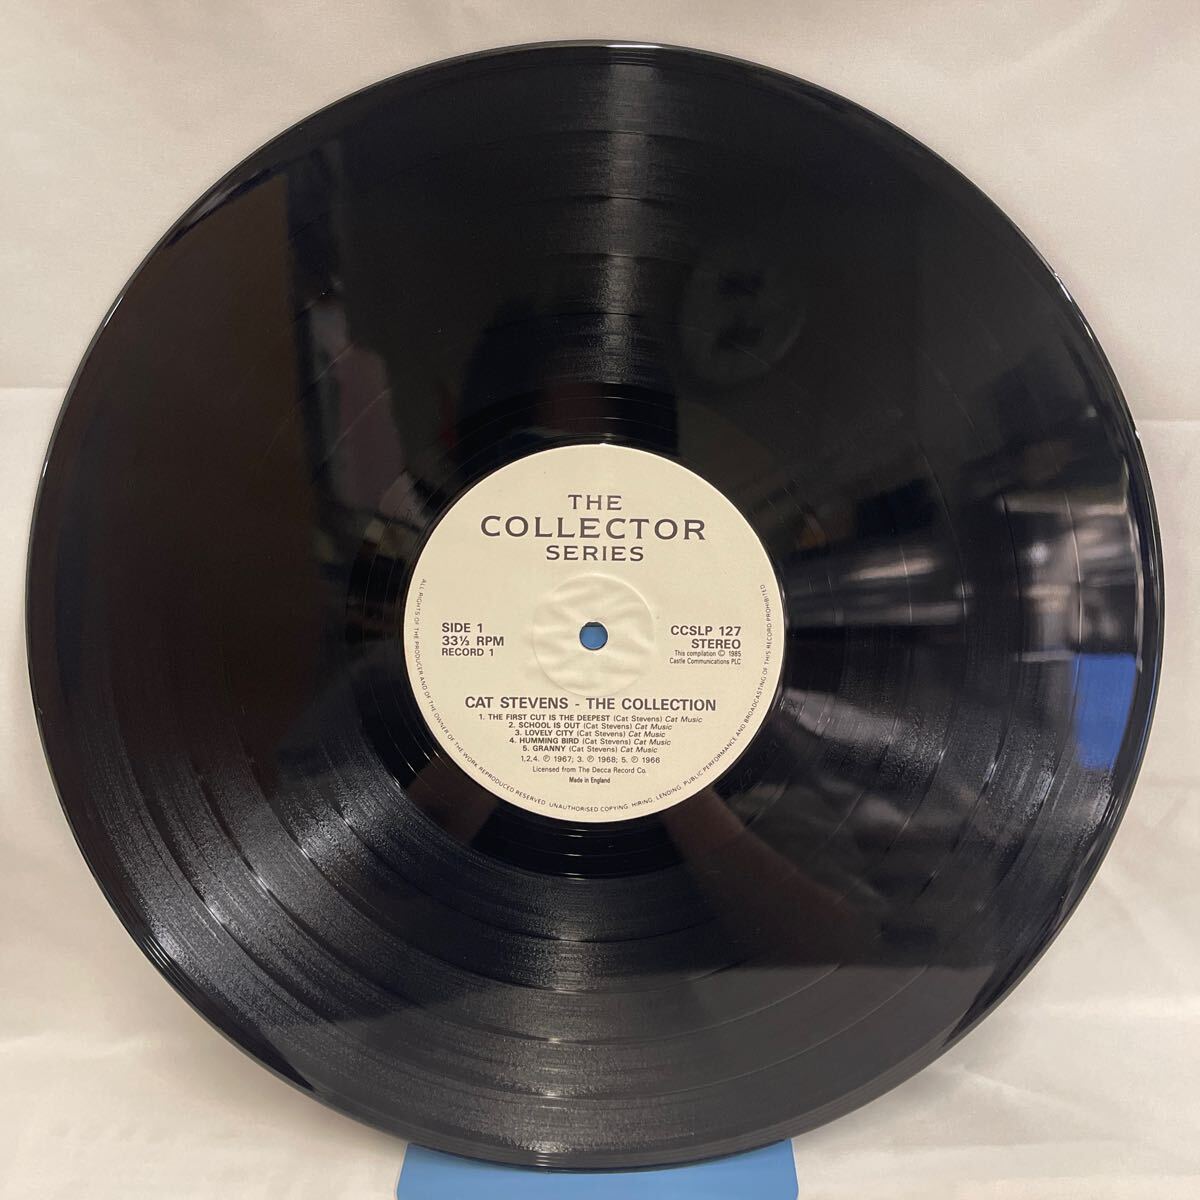 THE
COLLECTOR
SERIES
SIDE 1
33⅓ RPM
RECORD 1
CCSLP 127
STEREO
This compilation © 1985
Castle Communications PLC
CAT STEVENS - THE COLLECTION
1. THE FIRST CUT IS THE DEEPEST (Cat Stevens) Cat Music
2. SCHOOL IS OUT (Cat Stevens) Cat Music
3. LOVELY CITY (Cat Stevens) Cat Music
4. HUMMING BIRD (Cat Stevens) Cat Music
5. GRANNY (Cat Stevens) Cat Music
1,2,4. ℗ 1967; 3. ℗ 1968; 5. ℗ 1966
Licensed from The Decca Record Co.
Made in England
ALL RIGHTS OF THE PRODUCER AND OF THE OWNER OF THE WORK REPRODUCED RESERVED. UNAUTHORISED COPYING, HIRING, LENDING, PUBLIC PERFORMANCE AND BROADCASTING OF THIS RECORD PROHIBITED